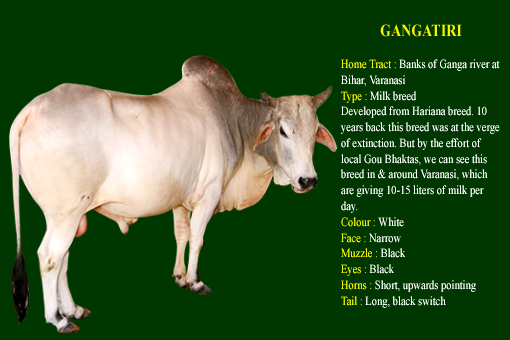 GANGATIRI
Home Tract : Banks of Ganga river at
Bihar, Varanasi
Type : Milk breed
Developed from Hariana breed. 10
years back this breed was at the verge
of extinction. But by the effort of
local Gou Bhaktas, we can see this
breed in & around Varanasi, which
are giving 10-15 liters of milk per
day.
Colour : White
Face : Narrow
Muzzle : Black
Eyes : Black
Horns : Short, upwards pointing
Tail : Long, black switch